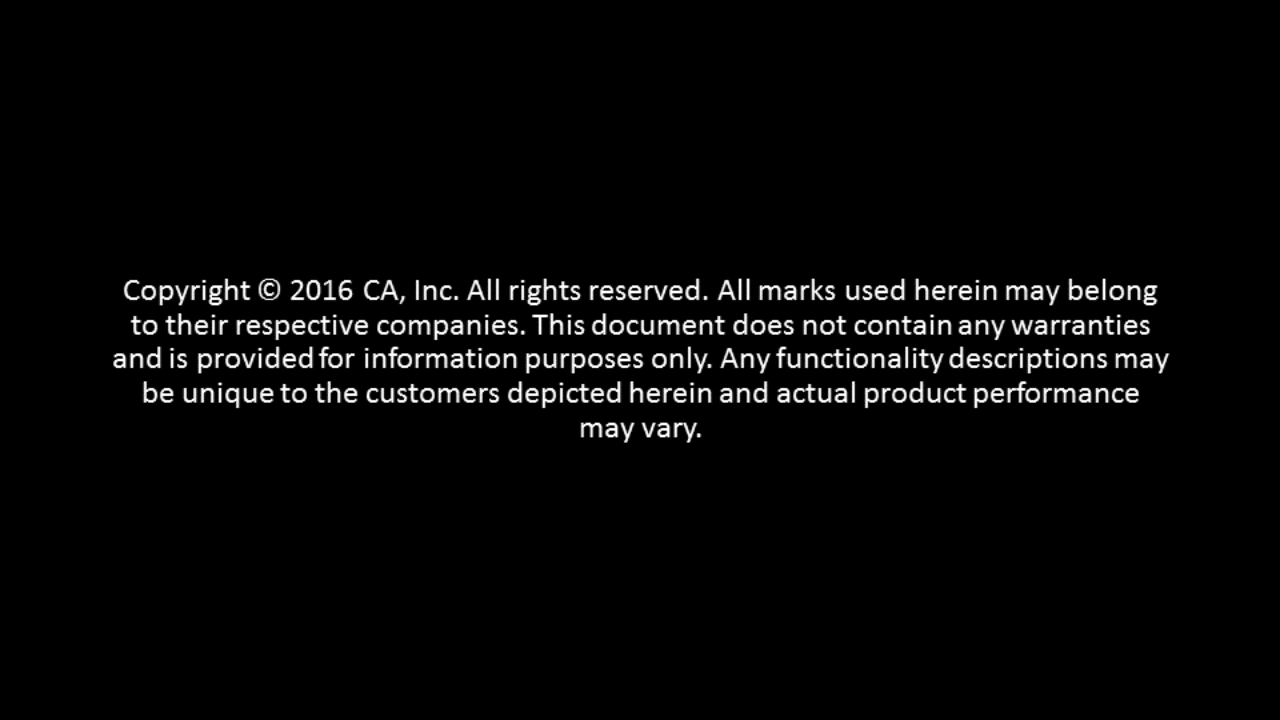 Copyright © 2016 CA, Inc. All rights reserved. All marks used herein may belong
to their respective companies. This document does not contain any warranties
and is provided for information purposes only. Any functionality descriptions may
be unique to the customers depicted herein and actual product performance
may vary.